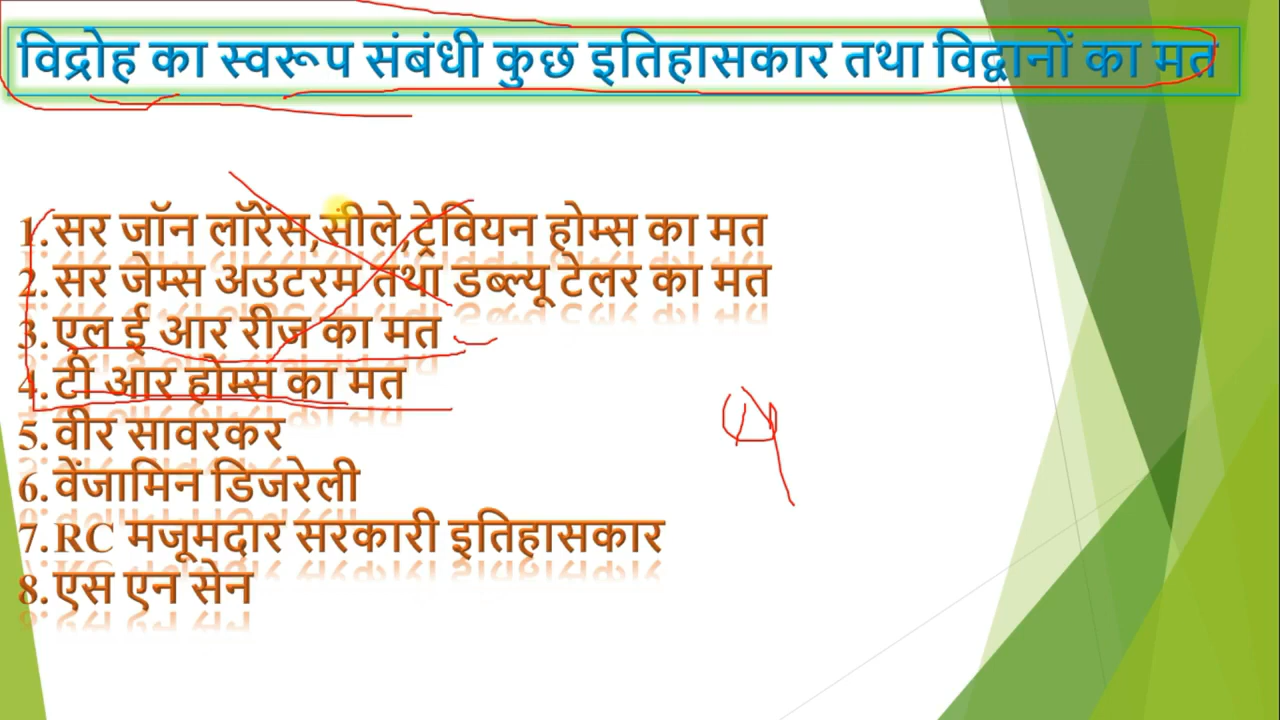 विद्रोह का स्वरूप संबंधी कुछ इतिहासकार तथा विद्वानों का मत
1. सर जॉन लॉरेंस,सीले,ट्रेवियन होम्स का मत
2. सर जेम्स अउटरम तथा डब्ल्यू टेलर का मत
3. एल ई आर रीज का मत
4. टी आर होम्स का मत
5. वीर सावरकर
6. वेंजामिन डिजरेली
7. RC मजूमदार सरकारी इतिहासकार
8. एस एन सेन